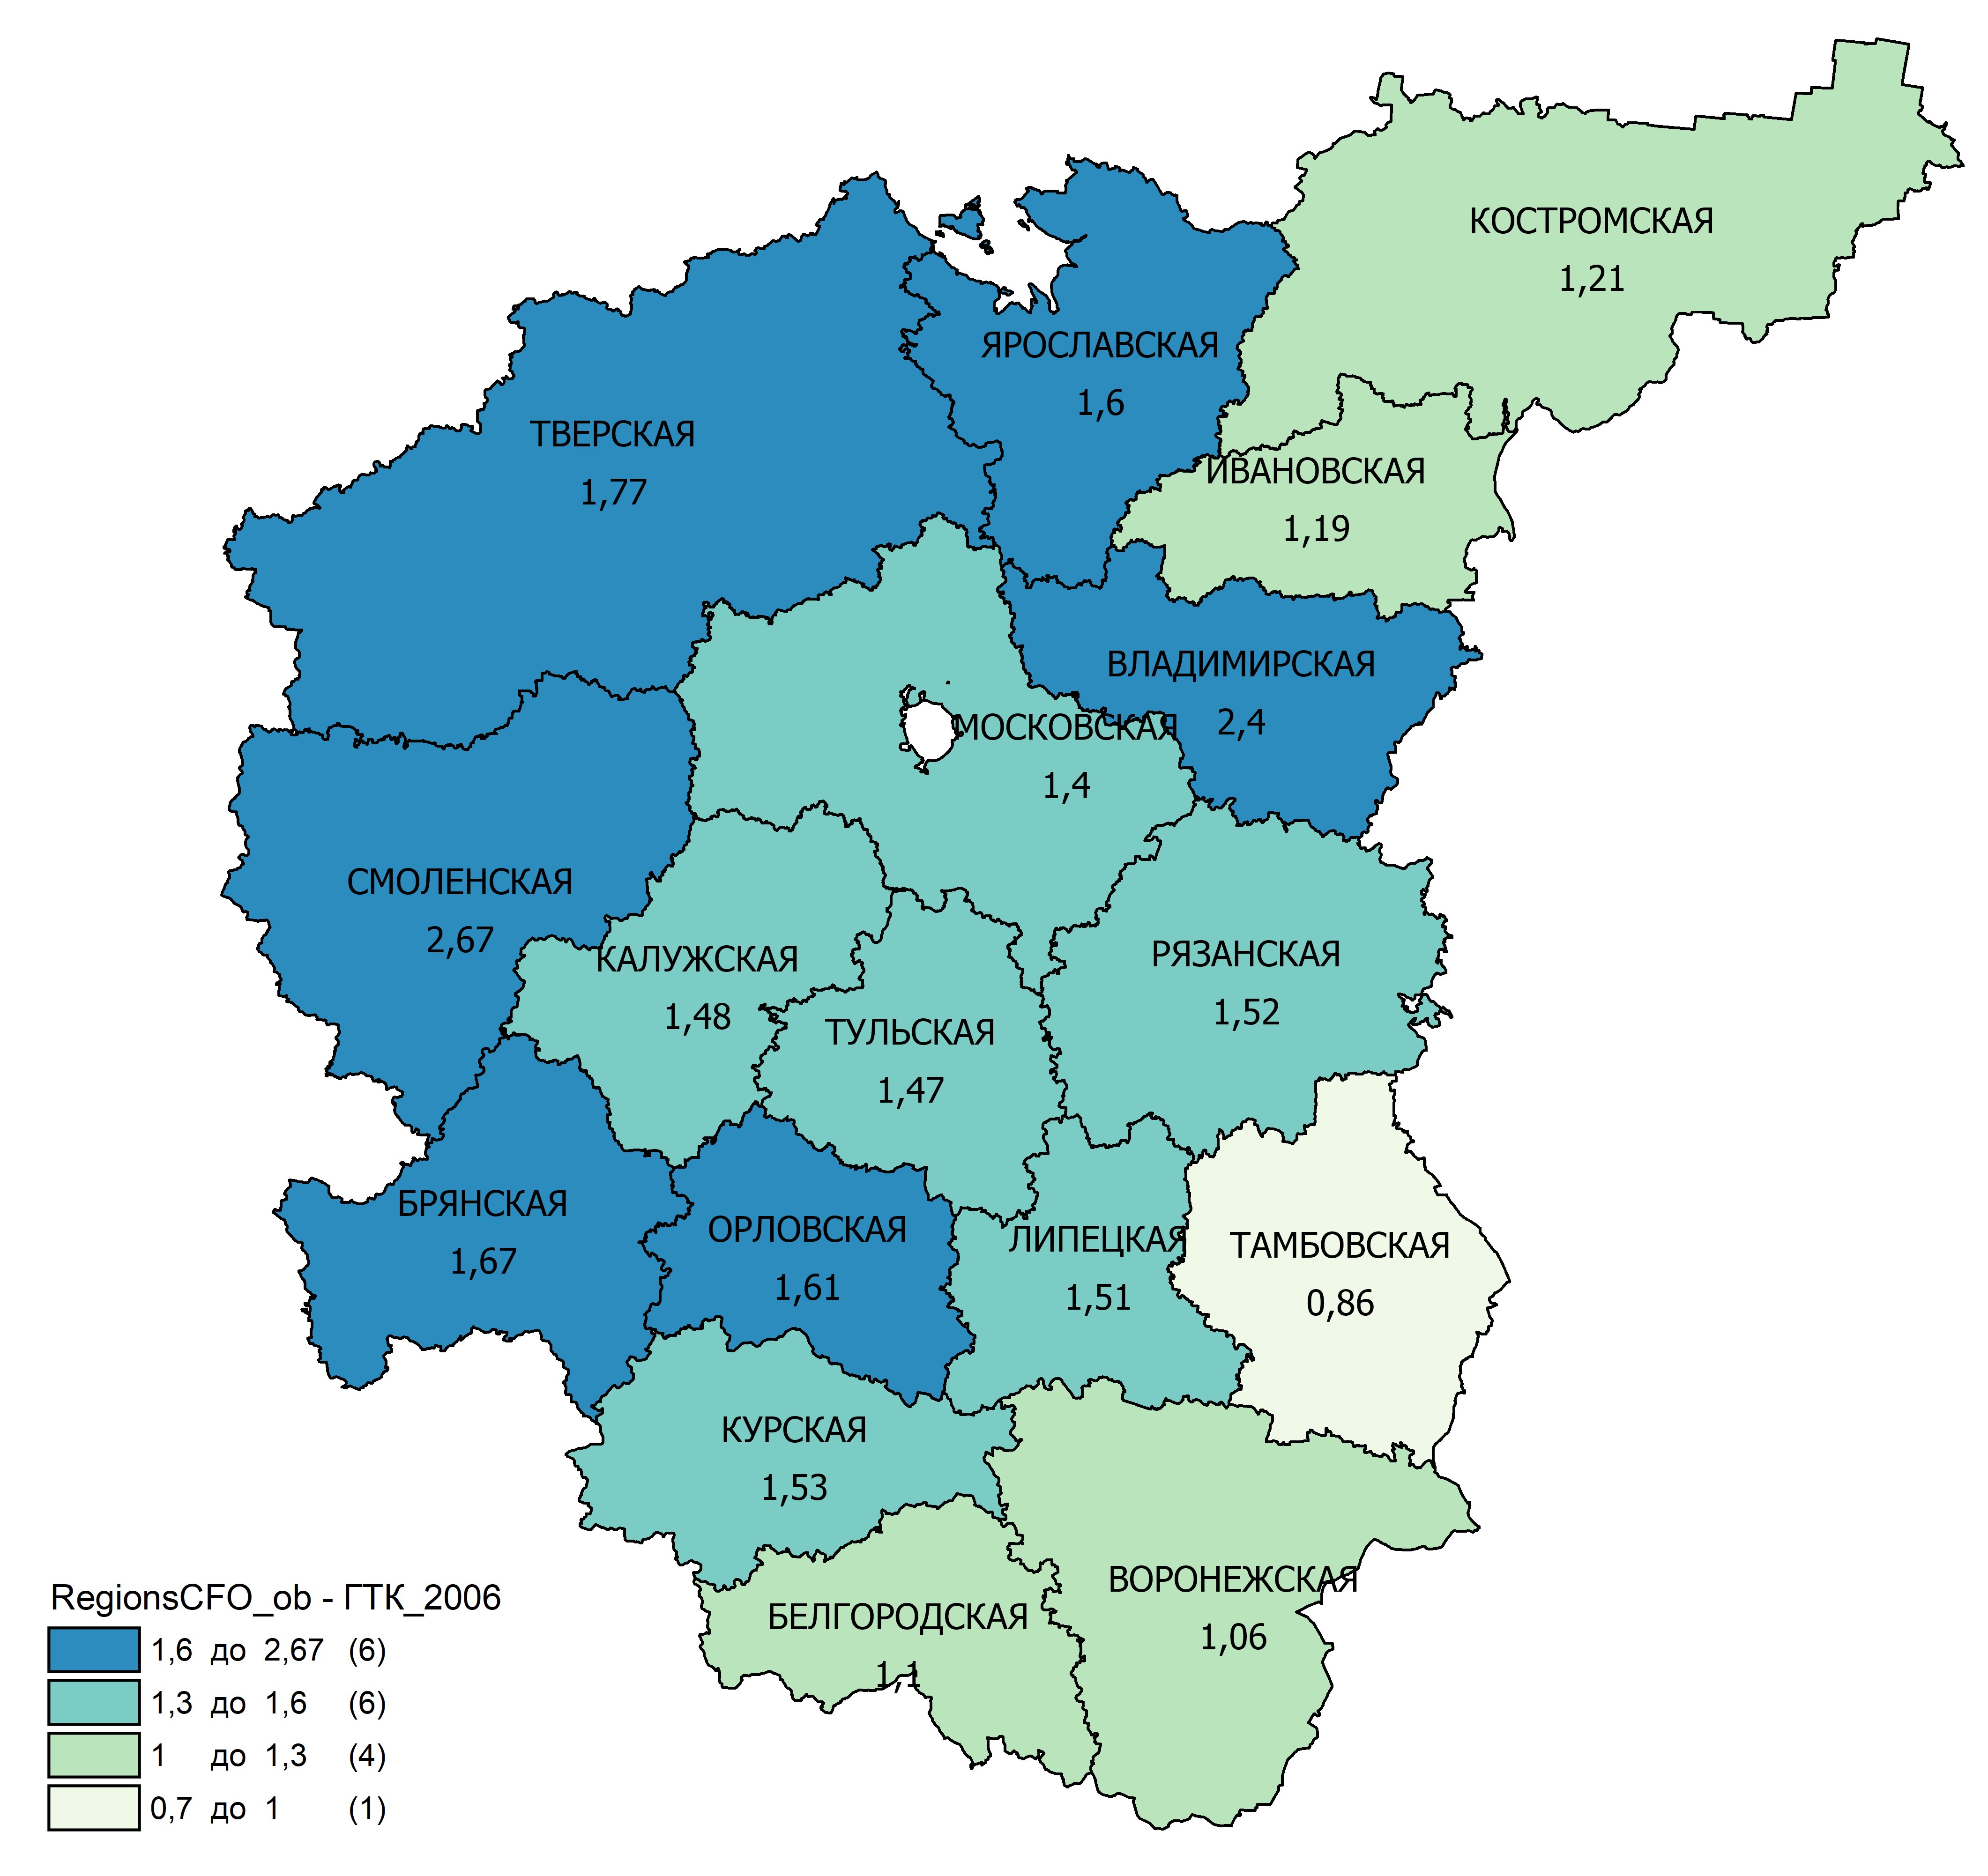 КОСТРОМСКАЯ
1,21
ЯРОСЛАВСКАЯ
1,6
ТВЕРСКАЯ
1,77
ИВАНОВСКАЯ
1,19
ВЛАДИМИРСКАЯ
2,4
МОСКОВСКАЯ
1,4
СМОЛЕНСКАЯ
2,67
КАЛУЖСКАЯ
1,48
РЯЗАНСКАЯ
1,52
ТУЛЬСКАЯ
1,47
БРЯНСКАЯ
1,67
ОРЛОВСКАЯ
1,61
ЛИПЕЦКАЯ
1,51
ТАМБОВСКАЯ
0,86
КУРСКАЯ
1,53
ВОРОНЕЖСКАЯ
1,06
БЕЛГОРОДСКАЯ
1,1
RegionsCFO_ob - ГТК_2006
1,6 до 2,67 (6)
1,3 до 1,6 (6)
1 до 1,3 (4)
0,7 до 1 (1)